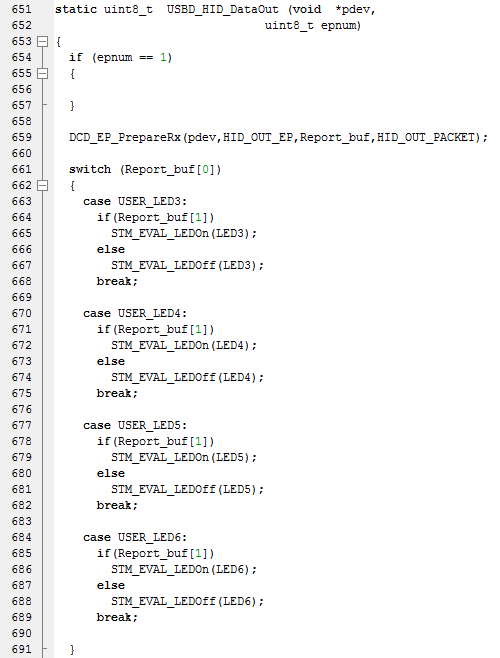 651 static uint8_t  USBD_HID_DataOut (void  *pdev,
652                               uint8_t epnum)
653 {
654   if (epnum == 1)
655   {
656
657   }
658
659   DCD_EP_PrepareRx(pdev,HID_OUT_EP,Report_buf,HID_OUT_PACKET);
660
661   switch (Report_buf[0])
662   {
663     case USER_LED3:
664       if(Report_buf[1])
665         STM_EVAL_LEDOn(LED3);
666       else
667         STM_EVAL_LEDOff(LED3);
668       break;
669
670     case USER_LED4:
671       if(Report_buf[1])
672         STM_EVAL_LEDOn(LED4);
673       else
674         STM_EVAL_LEDOff(LED4);
675       break;
676
677     case USER_LED5:
678       if(Report_buf[1])
679         STM_EVAL_LEDOn(LED5);
680       else
681         STM_EVAL_LEDOff(LED5);
682       break;
683
684     case USER_LED6:
685       if(Report_buf[1])
686         STM_EVAL_LEDOn(LED6);
687       else
688         STM_EVAL_LEDOff(LED6);
689       break;
690
691   }